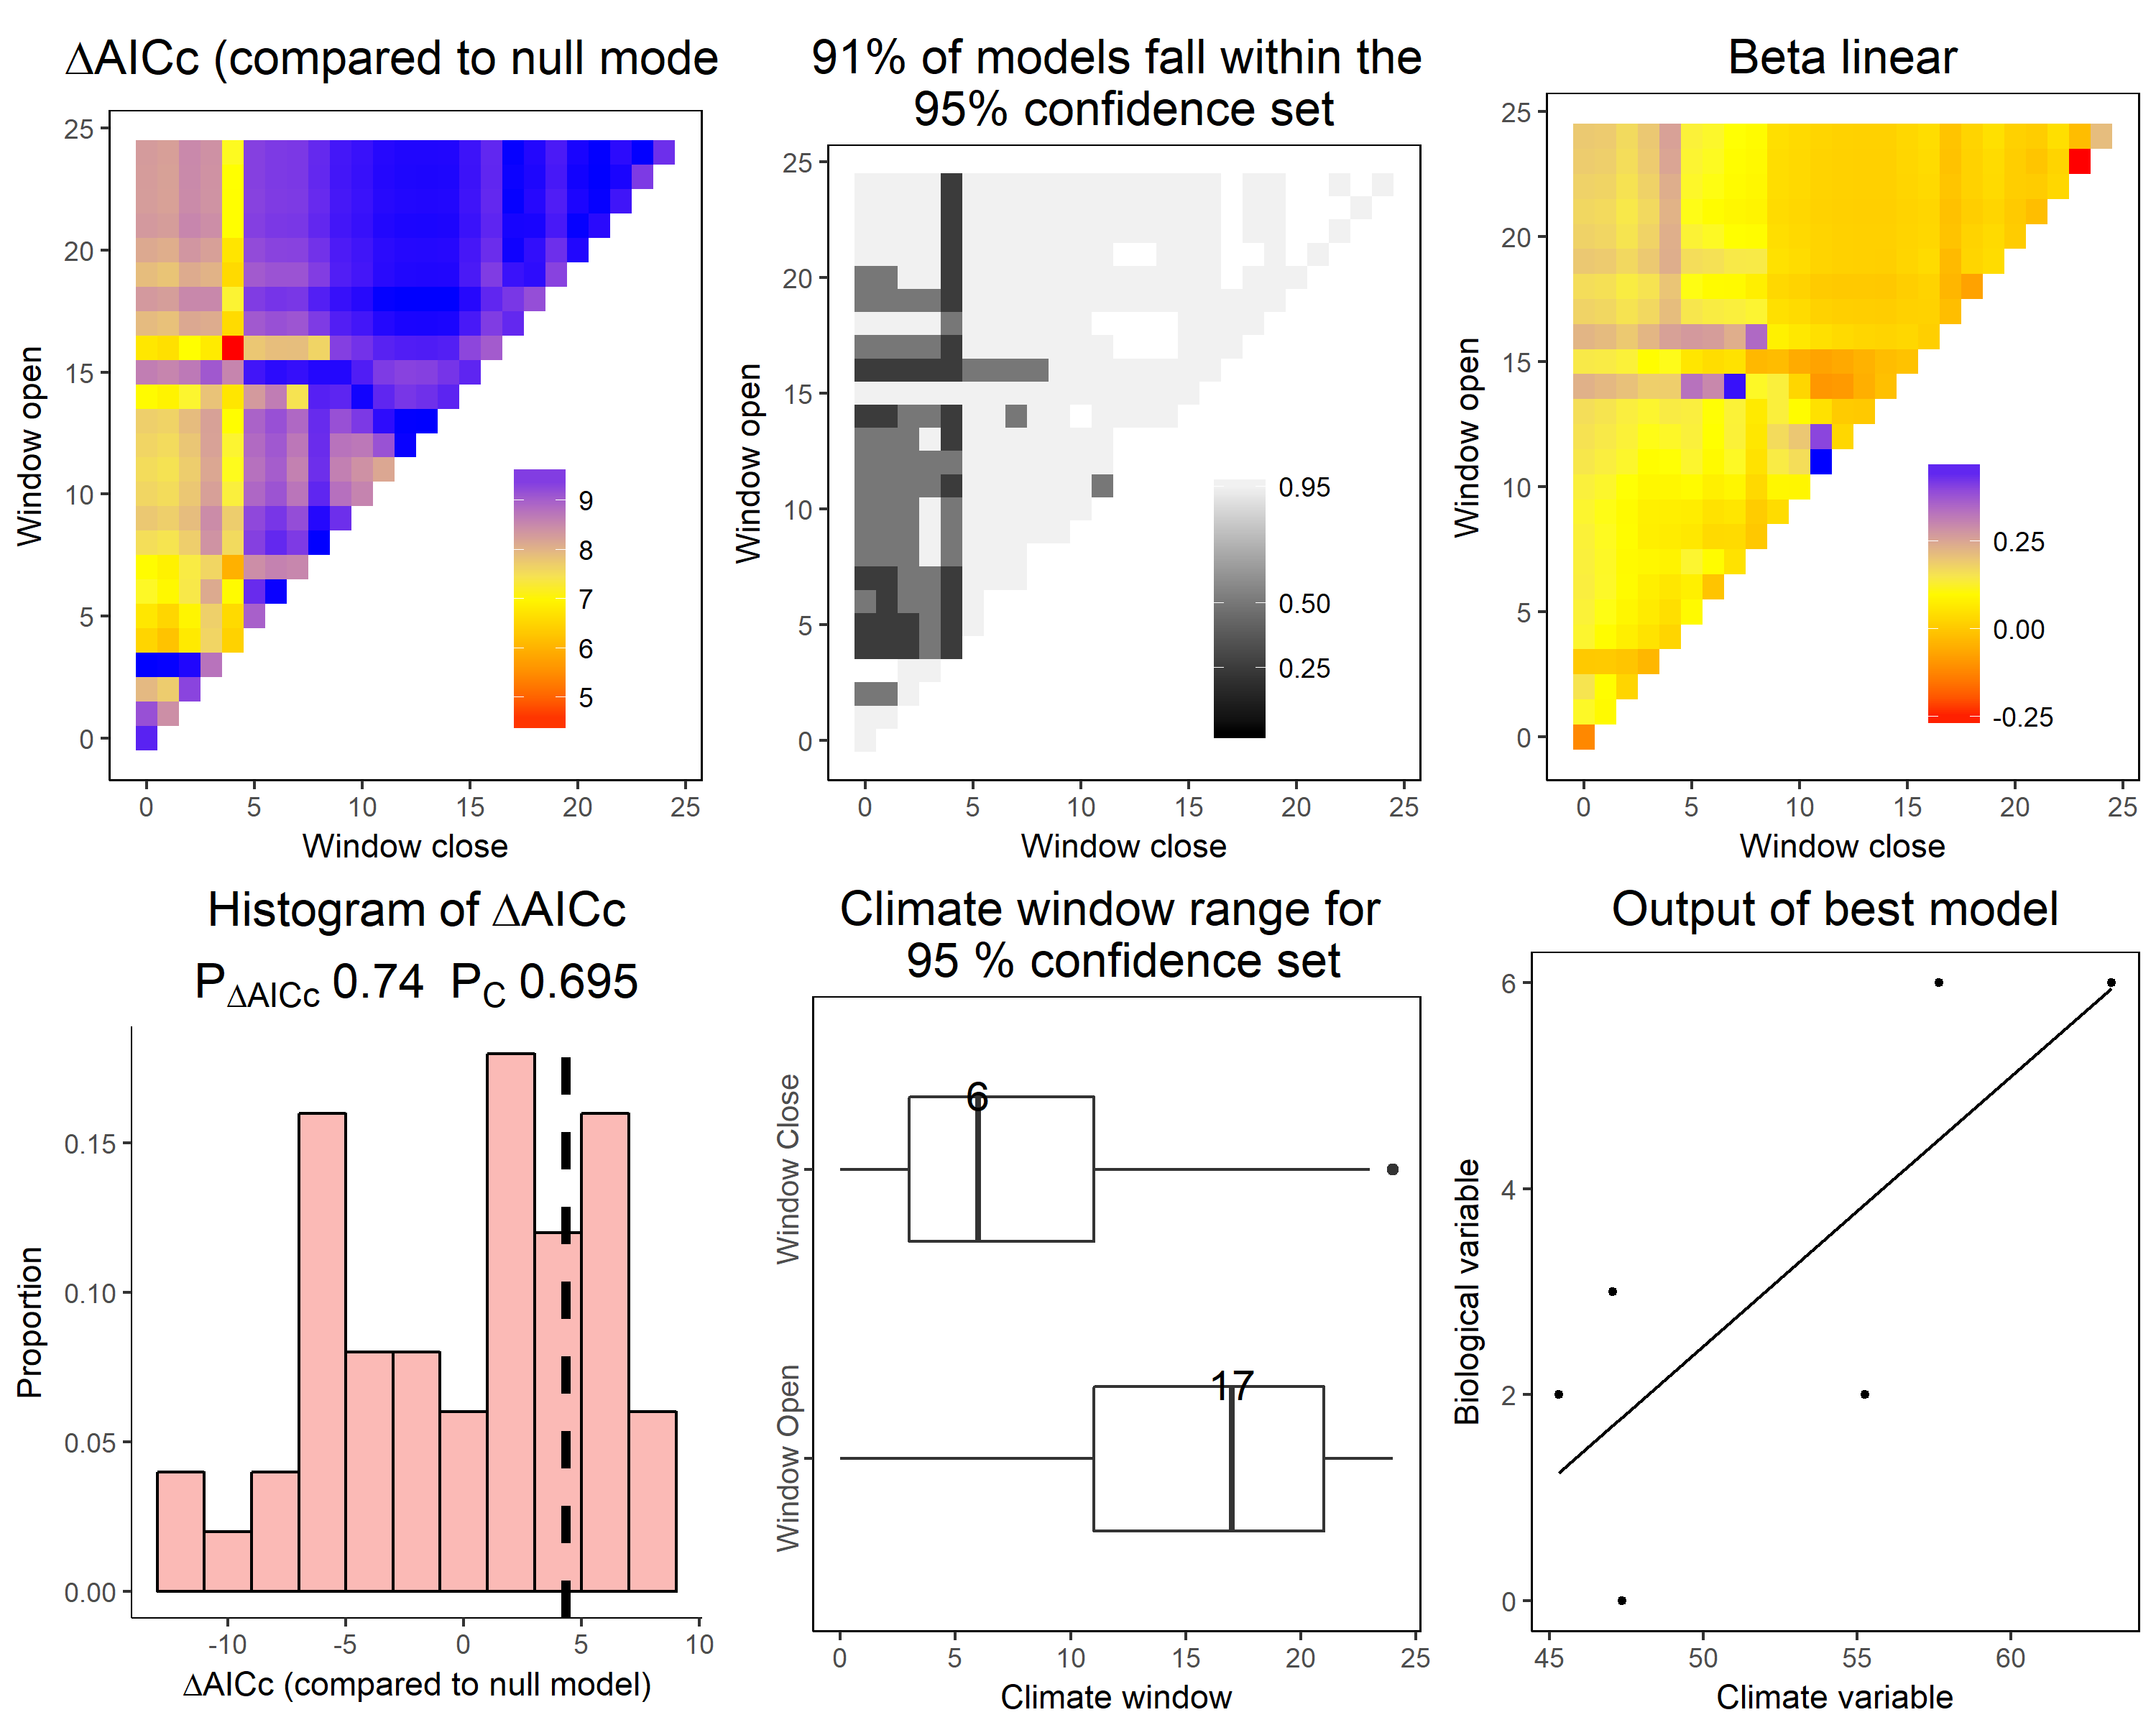 ΔAICc (compared to null mode
25
20
15
10
5
0
Window open
9
8
7
6
5
0 5 10 15 20 25
Window close
91% of models fall within the
95% confidence set
25
20
15
10
5
0
Window open
0.95
0.50
0.25
0 5 10 15 20 25
Window close
Beta linear
25
20
15
10
5
0
Window open
0.25
0.00
-0.25
0 5 10 15 20 25
Window close
Histogram of ΔAICc
PΔAICc 0.74 PC 0.695
0.15
0.10
0.05
0.00
Proportion
-10 -5 0 5 10
ΔAICc (compared to null model)
Climate window range for
95 % confidence set
Window Close
6
Window Open
17
0 5 10 15 20 25
Climate window
Output of best model
6
4
2
0
Biological variable
45 50 55 60
Climate variable